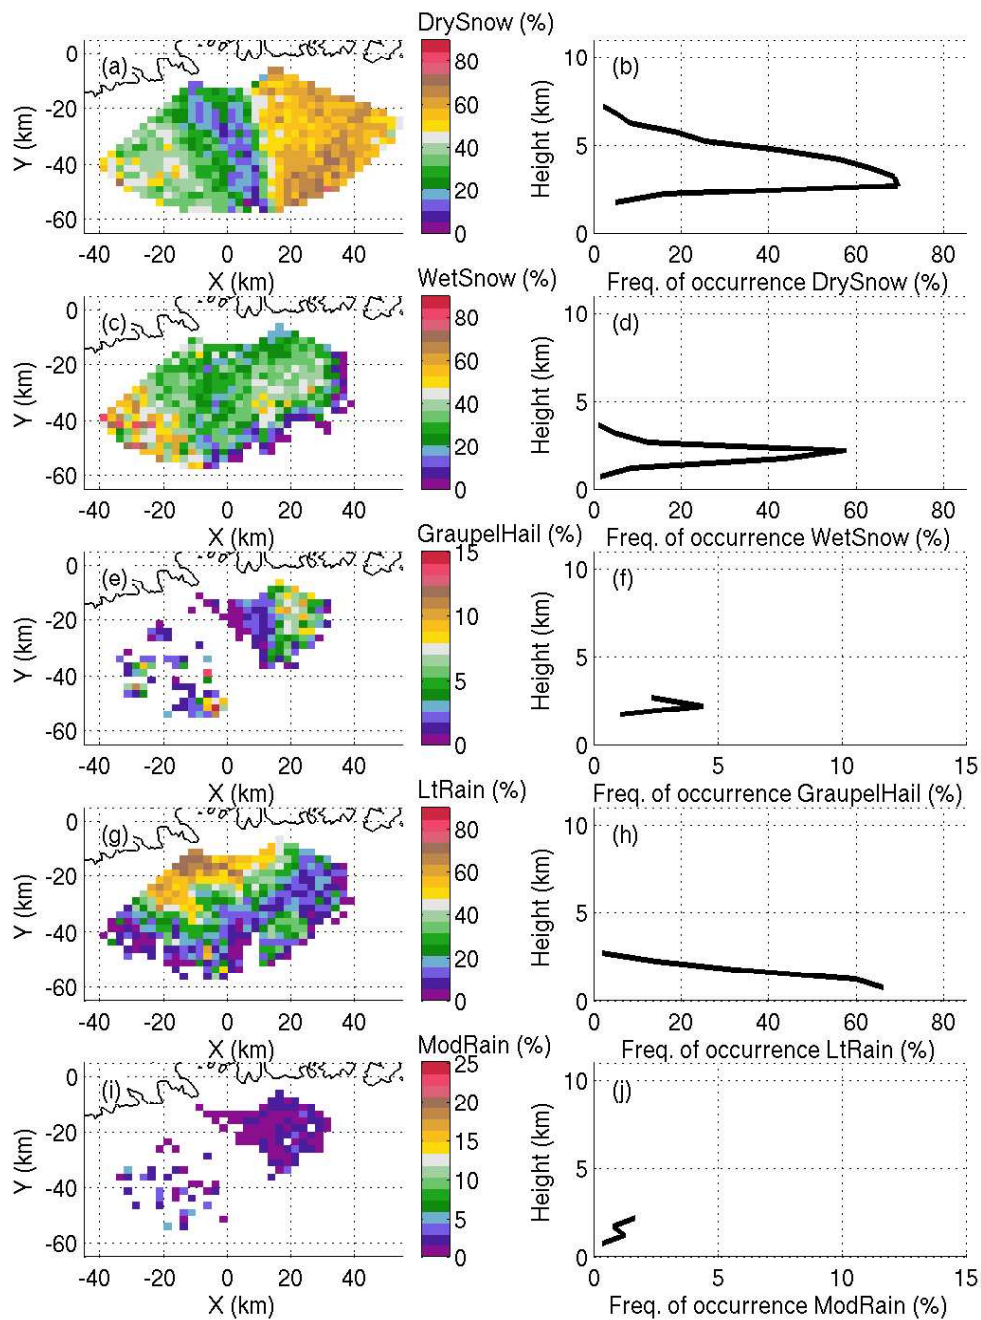 DrySnow (%)
(a)
0
-20
-40
-60
Y (km)
-40 -20 0 20 40
X (km)
80
60
40
20
0
(b)
10
5
0
Height (km)
0 20 40 60 80
Freq. of occurrence DrySnow (%)
WetSnow (%)
(c)
0
-20
-40
-60
Y (km)
-40 -20 0 20 40
X (km)
80
60
40
20
0
(d)
10
5
0
Height (km)
0 20 40 60 80
Freq. of occurrence WetSnow (%)
GraupelHail (%)
(e)
0
-20
-40
-60
Y (km)
-40 -20 0 20 40
X (km)
15
10
5
0
(f)
10
5
0
Height (km)
0 5 10 15
Freq. of occurrence GraupelHail (%)
LtRain (%)
(g)
0
-20
-40
-60
Y (km)
-40 -20 0 20 40
X (km)
80
60
40
20
0
(h)
10
5
0
Height (km)
0 20 40 60 80
Freq. of occurrence LtRain (%)
ModRain (%)
(i)
0
-20
-40
-60
Y (km)
-40 -20 0 20 40
X (km)
25
20
15
10
5
0
(j)
10
5
0
Height (km)
0 5 10 15
Freq. of occurrence ModRain (%)